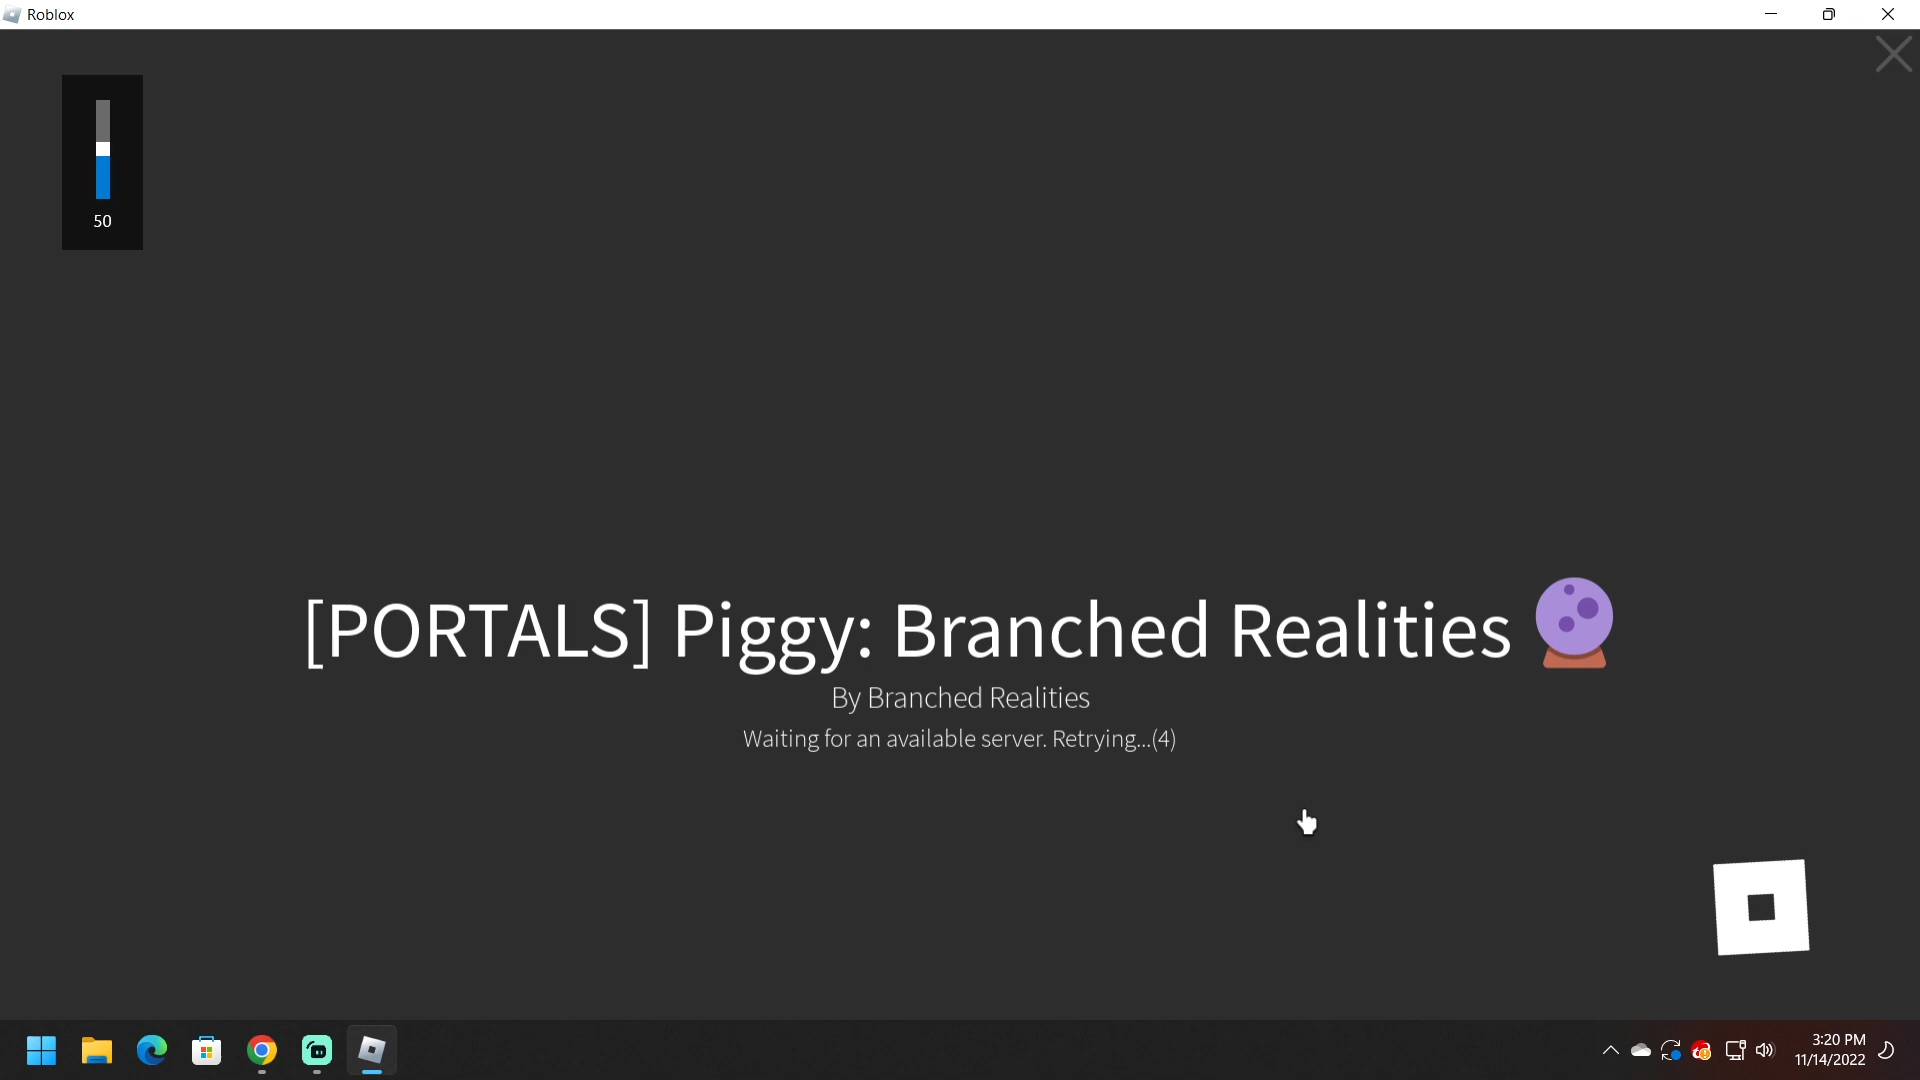 Roblox
50
[PORTALS] Piggy: Branched Realities 🔮
By Branched Realities
Waiting for an available server. Retrying...(4)
3:20 PM
11/14/2022